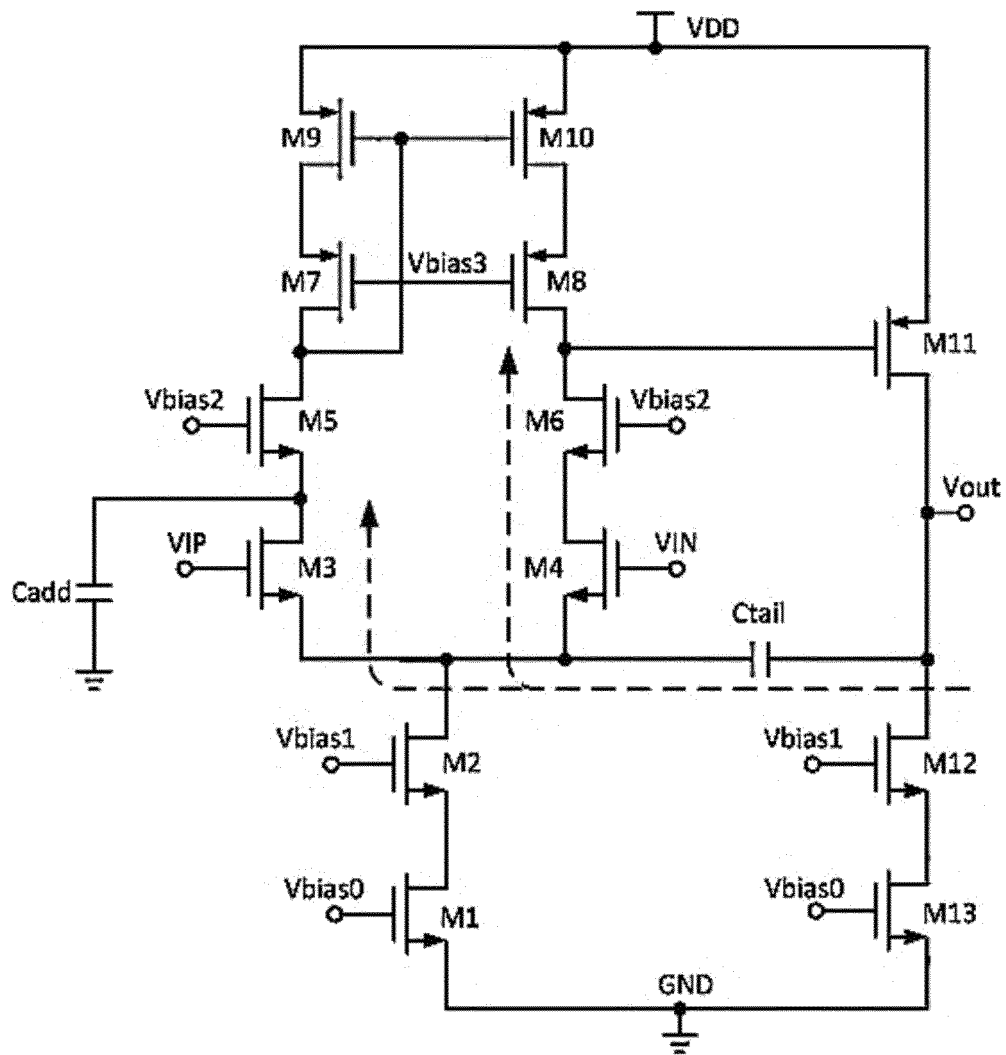 VDD
M9
M10
M7
Vbias3
M8
M11
Vbias2
M5
M6
Vbias2
Vout
VIP
M3
M4
VIN
Cadd
Ctail
Vbias1
M2
Vbias1
M12
Vbias0
M1
Vbias0
M13
GND